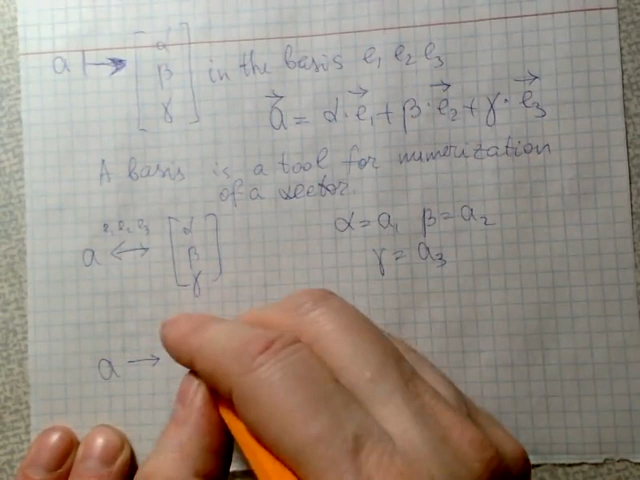 a ↦ [α β γ] in the basis e₁ e₂ e₃
a⃗ = α·e⃗₁ + β·e⃗₂ + γ·e⃗₃
A basis is a tool for numerization
of a vector.
a ⟷ [α β γ] e₁, e₂, e₃
α = a₁ β = a₂
γ = a₃
a →